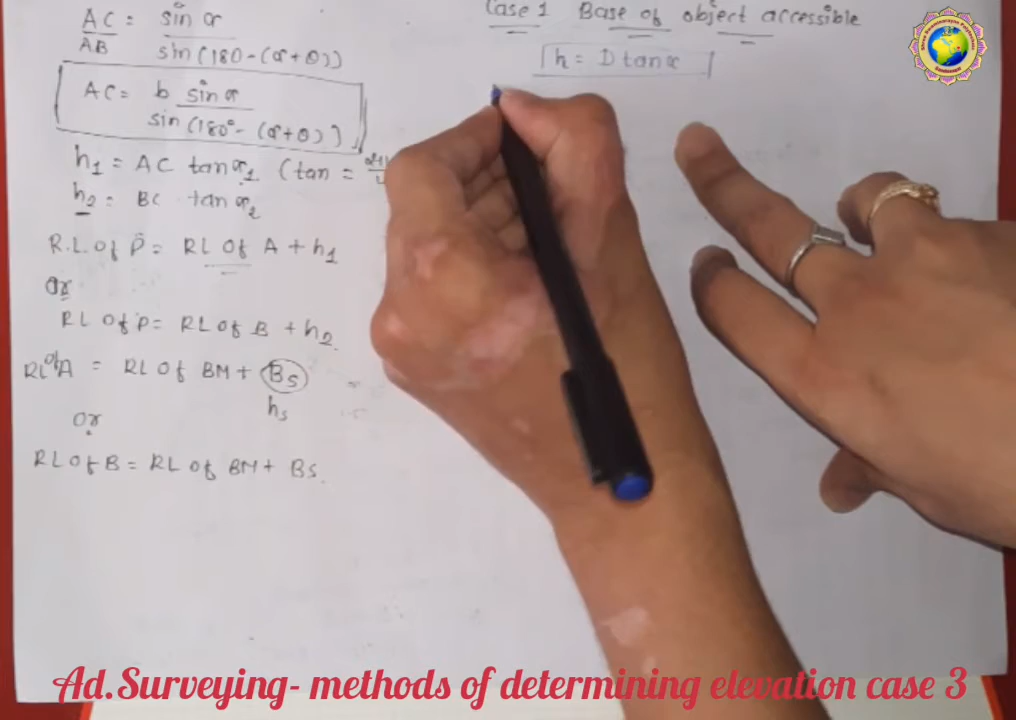 AC = sin α
AB sin (180 - (α + θ))
AC = b sin α
sin (180° - (α + θ))
h1 = AC tan α1 (tan =
h2 = BC tan α2
R.L. of P = RL Of A + h1
Or
RL Of P = RL Of B + h2.
RL of A = RL Of BM + Bs
hs
or
RL Of B = RL Of BM + Bs.
Case 1 Base of object accessible
h = D tan α
Ad.Surveying- methods of determining elevation case 3